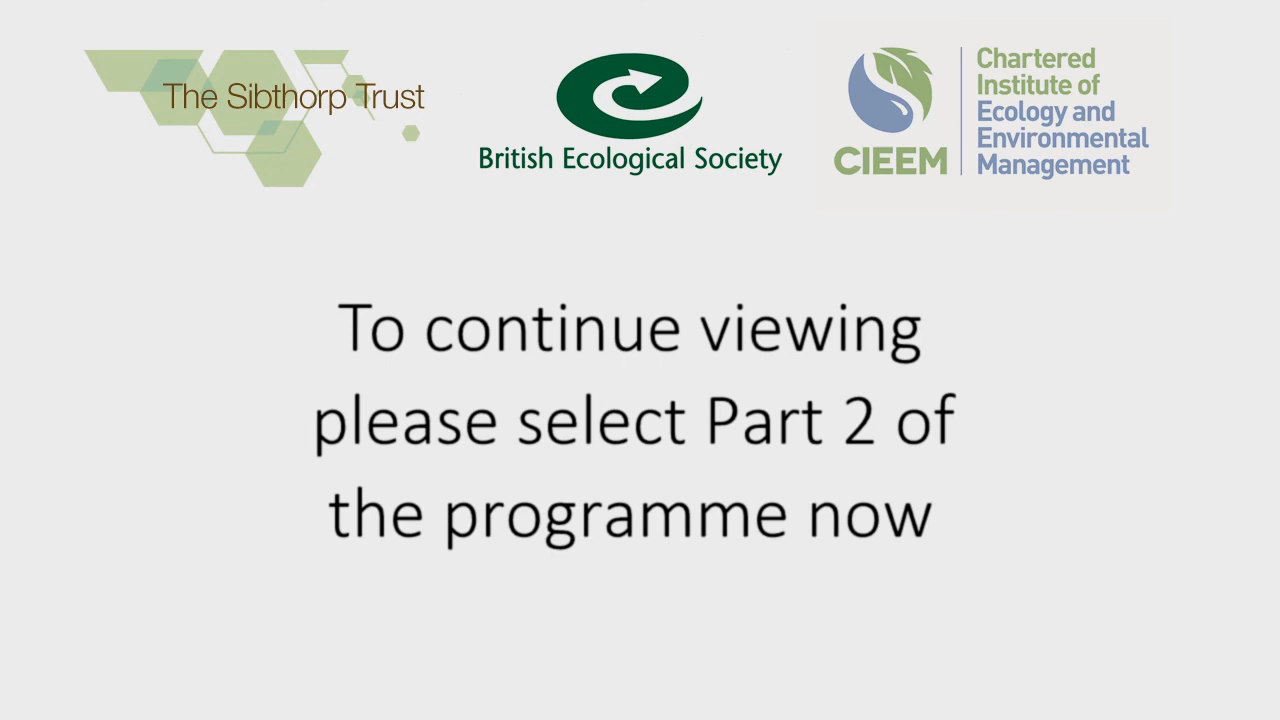 The Sibthorp Trust
British Ecological Society
CIEEM
Chartered
Institute of
Ecology and
Environmental
Management
To continue viewing
please select Part 2 of
the programme now